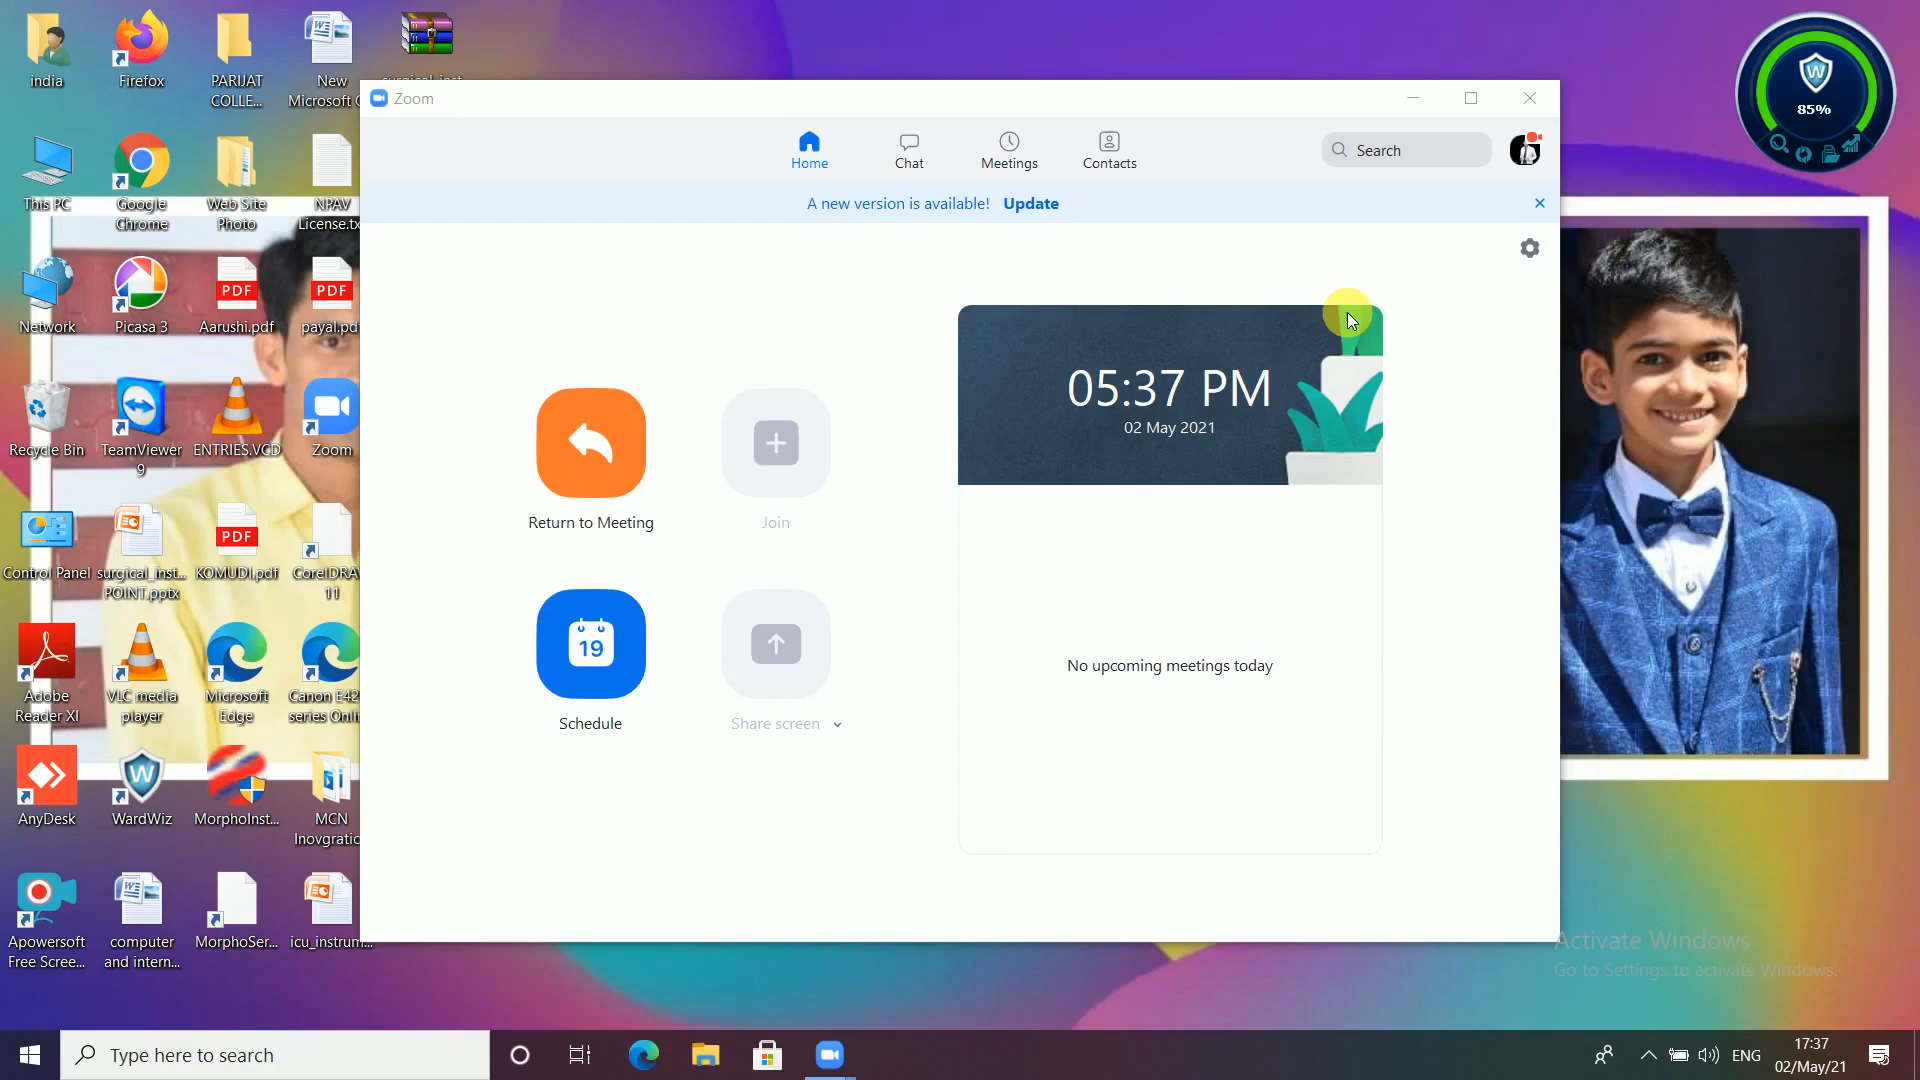 india
Firefox
PARIJAT
COLLE...
New
Microsoft
This PC
Google
Chrome
Web Site
Photo
NPAV
License.tx
Network
Picasa 3
Aarushi.pdf
PDF
PDF
Recycle Bin
TeamViewer
9
ENTRIES.VCD
Zoom
Control Panel
surgical_inst...
POINT.pptx
PDF
KOMUDI.pdf
11
Adobe
Reader XI
VLC media
player
Microsoft
Edge
Canon E42
series Onli
AnyDesk
WardWiz
MorphoInst...
MCN
Inovgratic
Apowersoft
Free Scree...
computer
and intern...
MorphoSer...
icu_instrum...
Zoom
Home
Chat
Meetings
Contacts
Search
A new version is available! Update
05:37 PM
02 May 2021
Return to Meeting
Join
19
Schedule
Share screen
No upcoming meetings today
W
85%
Activate Windows
Go to Settings to activate Windows.
Type here to search
ENG
17:37
02/May/21